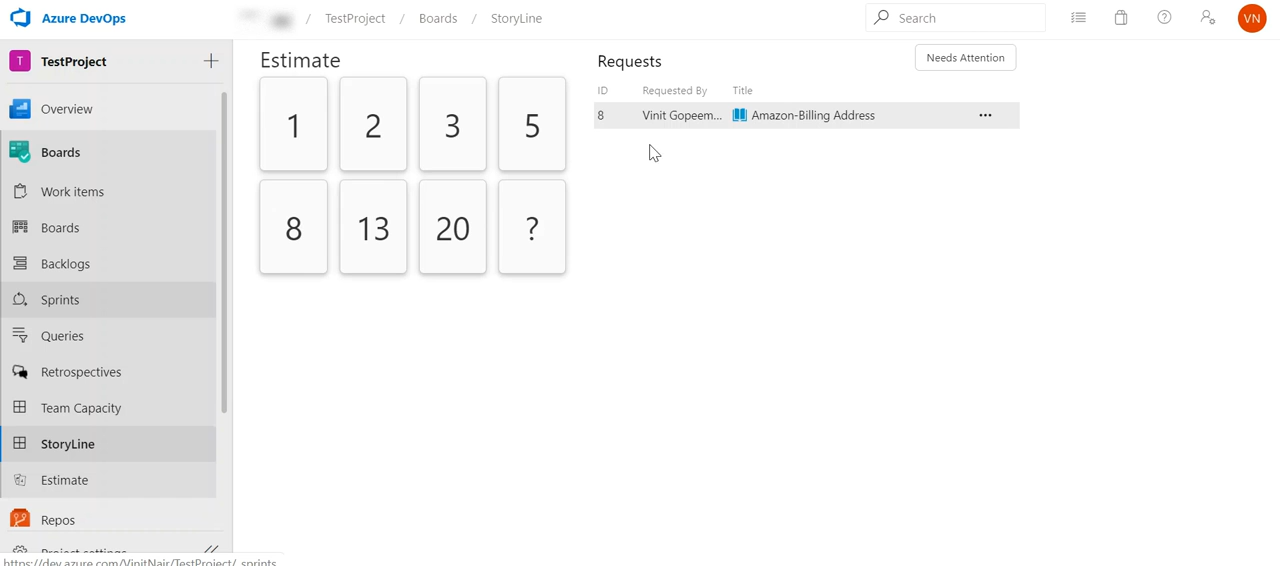 Azure DevOps / TestProject / Boards / StoryLine Search VN
T TestProject
Overview
Boards
Work items
Boards
Backlogs
Sprints
Queries
Retrospectives
Team Capacity
StoryLine
Estimate
Repos
Project settings
https://dev.azure.com/VinitNair/TestProject/_sprints
Estimate
1 2 3 5
8 13 20 ?
Requests Needs Attention
ID Requested By Title
8 Vinit Gopeem... Amazon-Billing Address ...